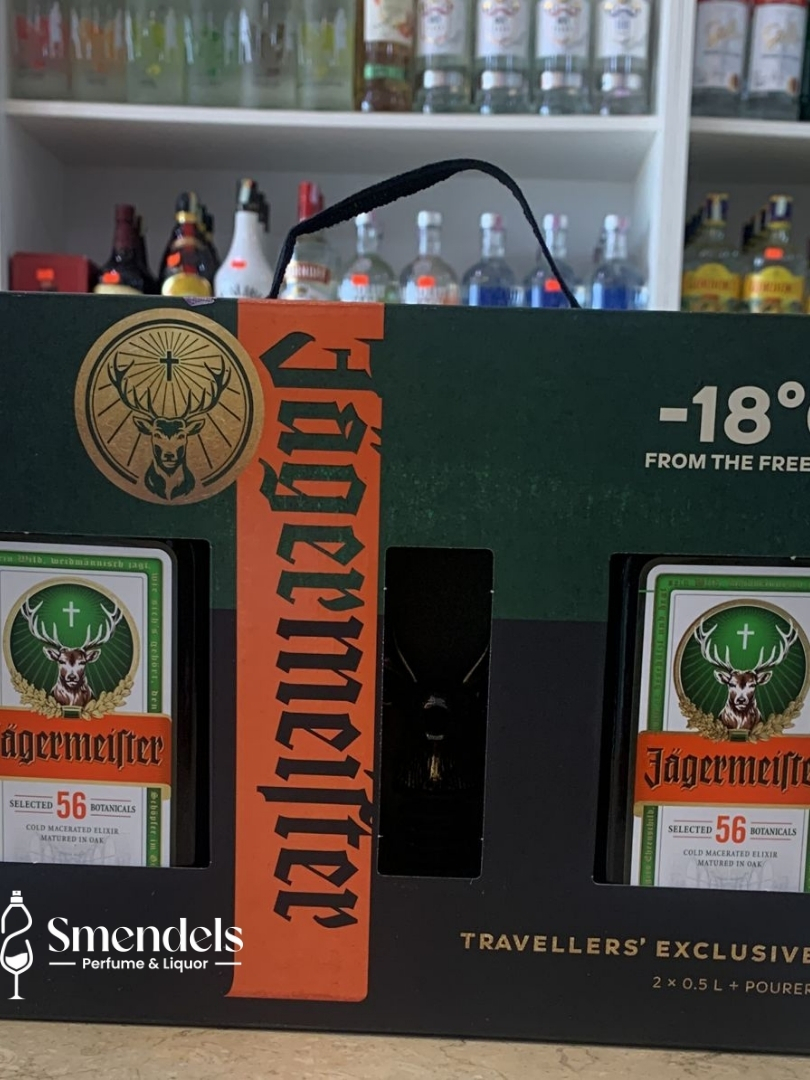 -18°
FROM THE FREE
Jägermeiſter
Jägermeiſter
SELECTED 56 BOTANICALS
COLD MACERATED ELIXIR
MATURED IN OAK
Jägermeiſte
SELECTED 56 BOTANICALS
COLD MACERATED ELIXIR
MATURED IN OAK
TRAVELLERS' EXCLUSIVE
2 × 0.5 L + POURER
Smendels
Perfume & Liquor